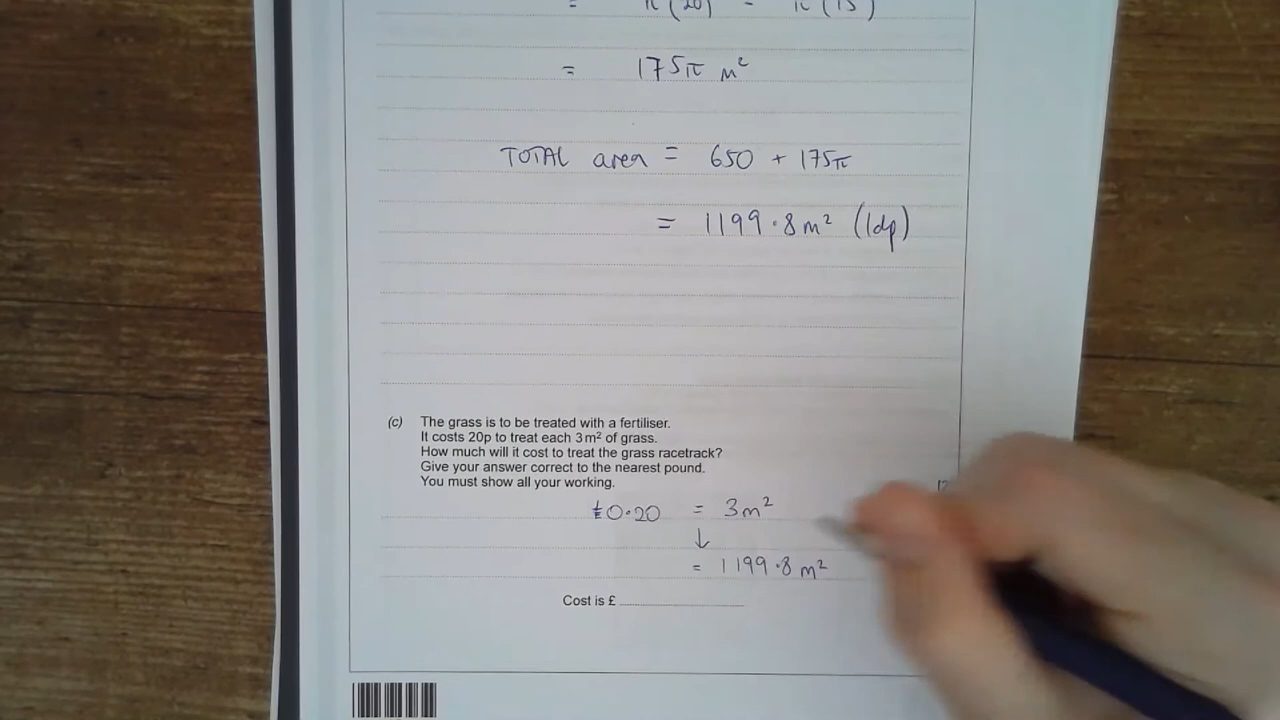 = π(20) - π(15)
= 175π m²
TOTAL area = 650 + 175π
= 1199.8m² (1dp)
(c) The grass is to be treated with a fertiliser.
It costs 20p to treat each 3 m² of grass.
How much will it cost to treat the grass racetrack?
Give your answer correct to the nearest pound.
You must show all your working.
£0.20 = 3m²
↓
= 1199.8 m²
Cost is £